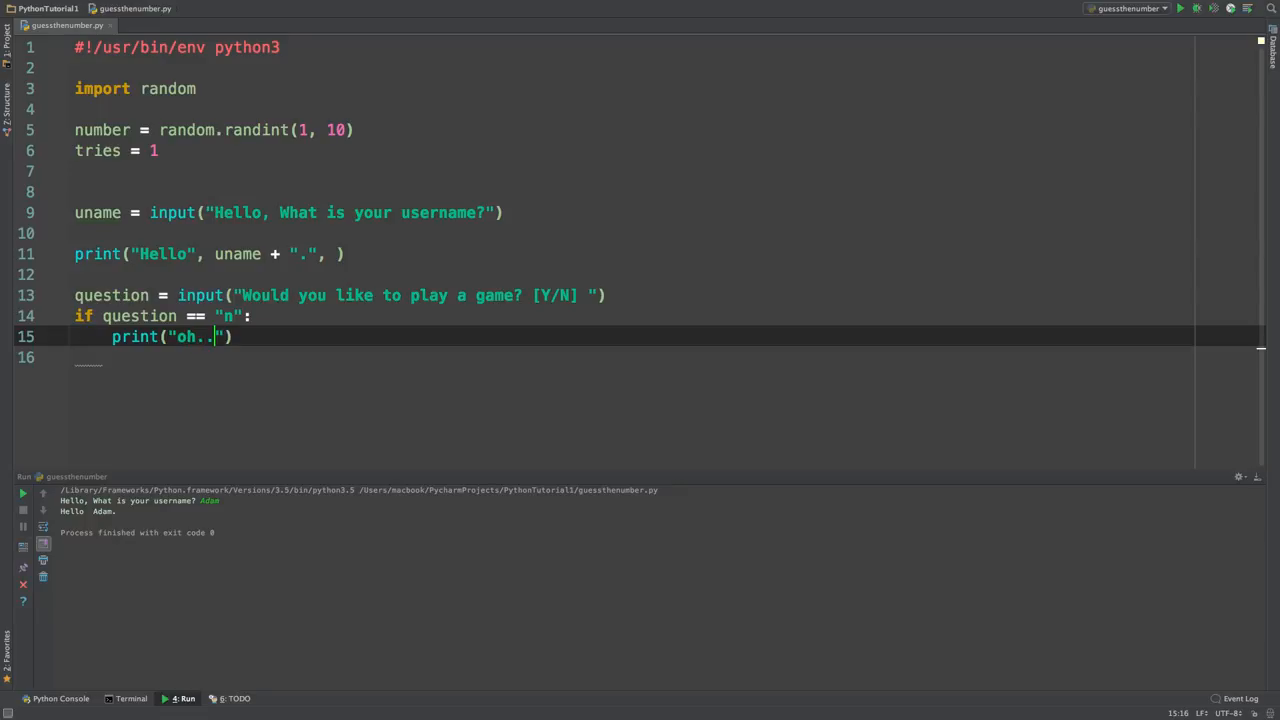 PythonTutorial1 guessthenumber.py guessthenumber
guessthenumber.py
1: Project
7: Structure
2: Favorites
Database
1 #!/usr/bin/env python3
2
3 import random
4
5 number = random.randint(1, 10)
6 tries = 1
7
8
9 uname = input("Hello, What is your username?")
10
11 print("Hello", uname + ".", )
12
13 question = input("Would you like to play a game? [Y/N] ")
14 if question == "n":
15 print("oh..")
16
Run guessthenumber
/Library/Frameworks/Python.framework/Versions/3.5/bin/python3.5 /Users/macbook/PycharmProjects/PythonTutorial1/guessthenumber.py
Hello, What is your username? Adam
Hello  Adam.
Process finished with exit code 0
Python Console Terminal 4: Run 6: TODO Event Log
15:16 LF÷ UTF-8÷